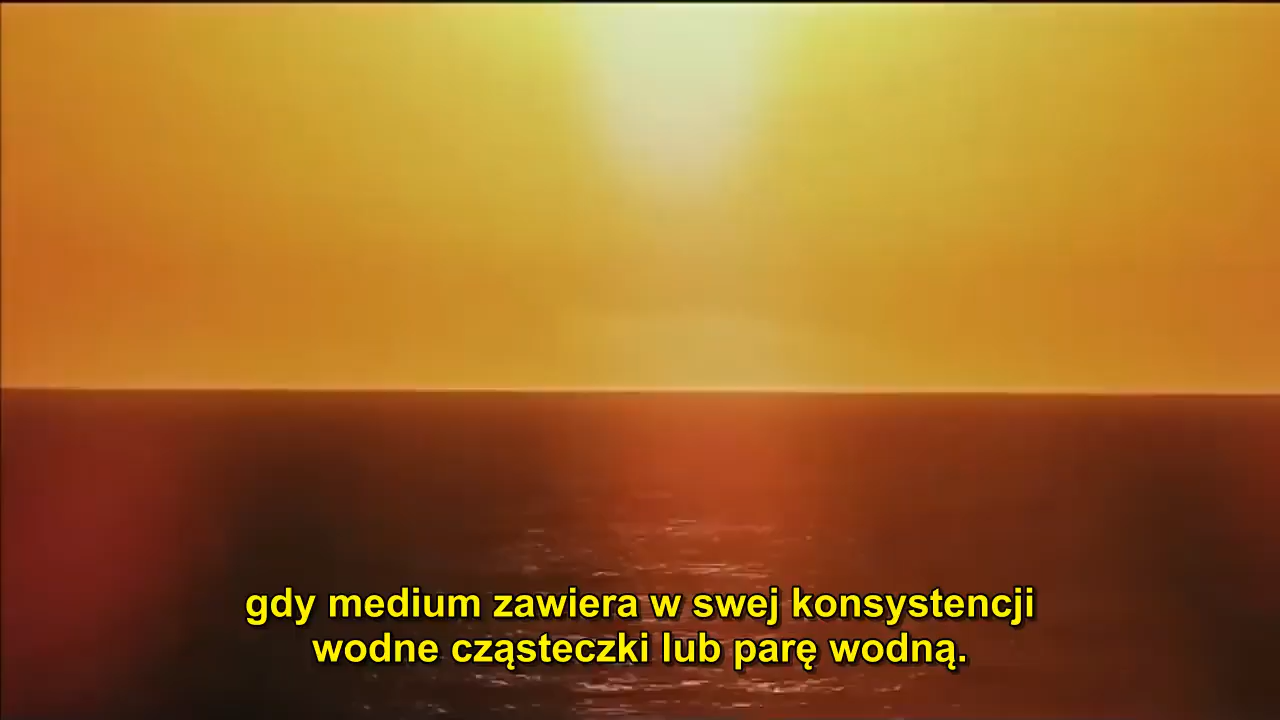 gdy medium zawiera w swej konsystencji
wodne cząsteczki lub parę wodną.